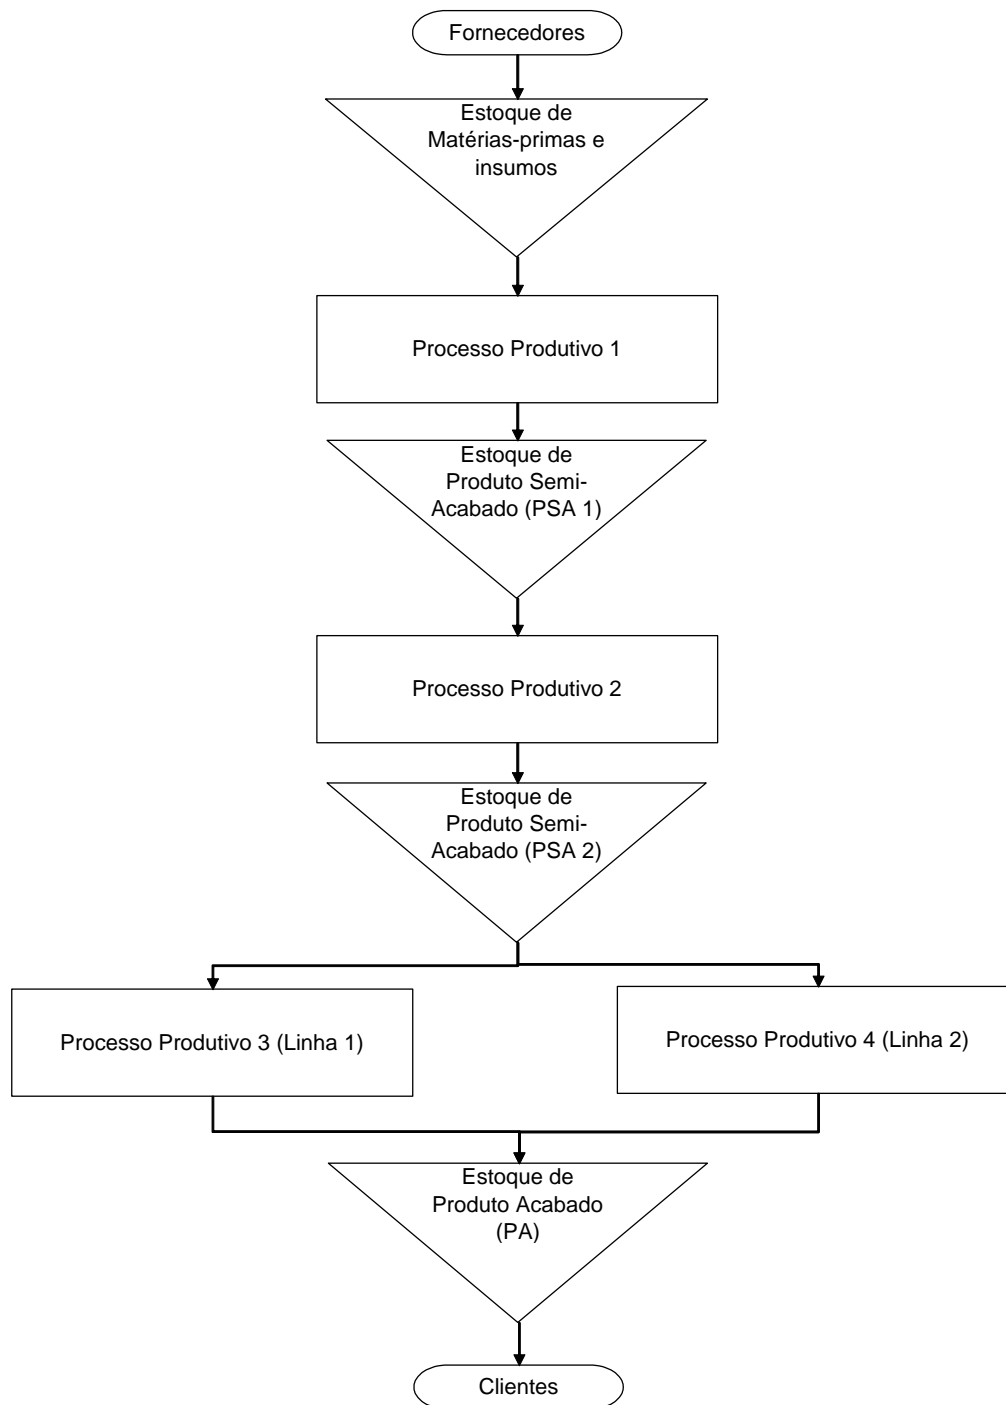 Fornecedores
Estoque de
Matérias-primas e
insumos
Processo Produtivo 1
Estoque de
Produto Semi-
Acabado (PSA 1)
Processo Produtivo 2
Estoque de
Produto Semi-
Acabado (PSA 2)
Processo Produtivo 3 (Linha 1)
Processo Produtivo 4 (Linha 2)
Estoque de
Produto Acabado
(PA)
Clientes